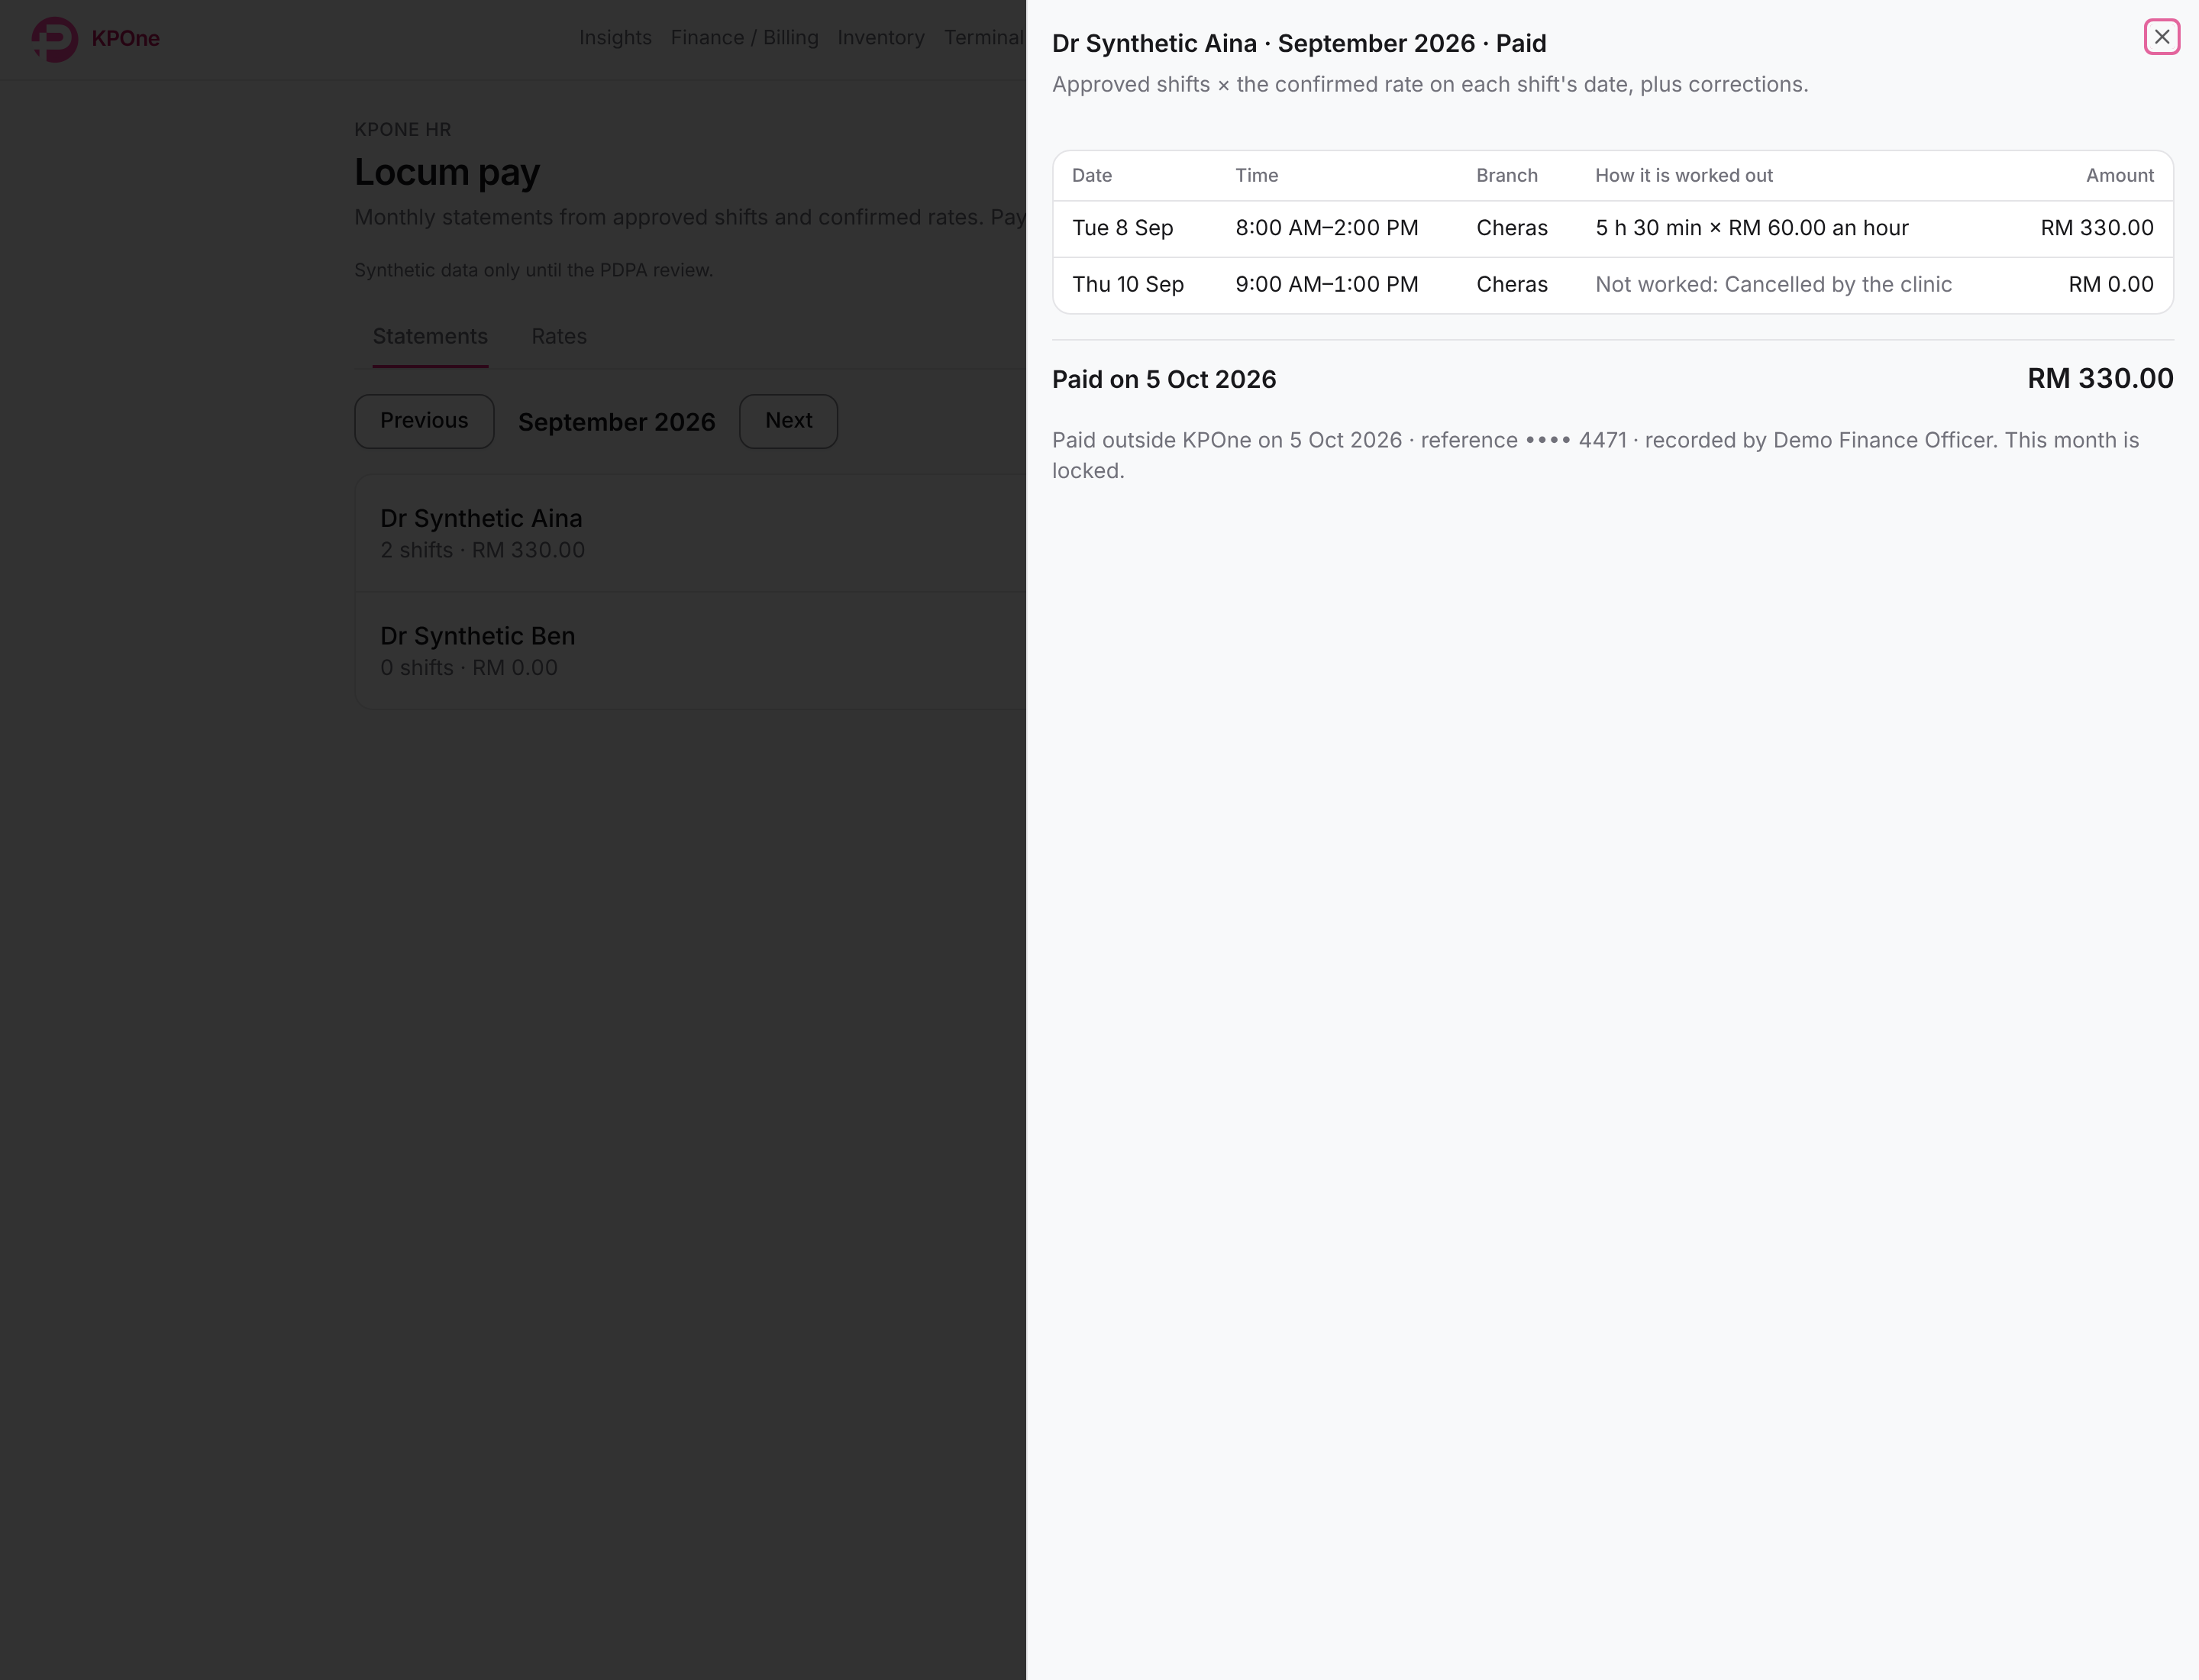 KPOne
Insights Finance / Billing Inventory Terminal
KPONE HR
Locum pay
Monthly statements from approved shifts and confirmed rates. Pay
Synthetic data only until the PDPA review.
Statements Rates
Previous September 2026 Next
Dr Synthetic Aina
2 shifts · RM 330.00
Dr Synthetic Ben
0 shifts · RM 0.00
Dr Synthetic Aina · September 2026 · Paid
Approved shifts × the confirmed rate on each shift's date, plus corrections.
Date Time Branch How it is worked out Amount
Tue 8 Sep 8:00 AM–2:00 PM Cheras 5 h 30 min × RM 60.00 an hour RM 330.00
Thu 10 Sep 9:00 AM–1:00 PM Cheras Not worked: Cancelled by the clinic RM 0.00
Paid on 5 Oct 2026 RM 330.00
Paid outside KPOne on 5 Oct 2026 · reference •••• 4471 · recorded by Demo Finance Officer. This month is
locked.